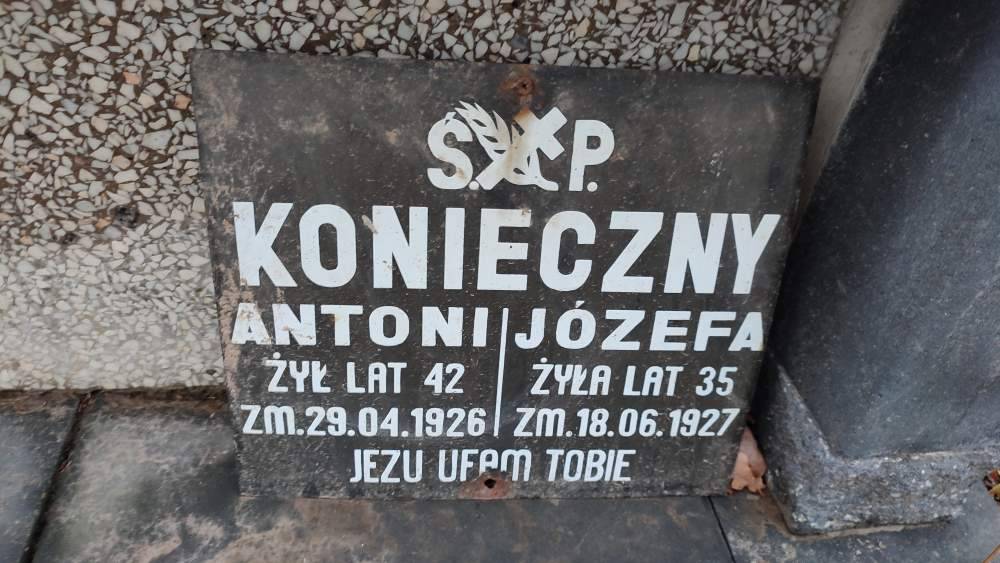 Ś. P.
KONIECZNY
ANTONI JÓZEFA
ŻYŁ LAT 42 ŻYŁA LAT 35
ZM.29.04.1926 ZM.18.06.1927
JEZU UFAM TOBIE